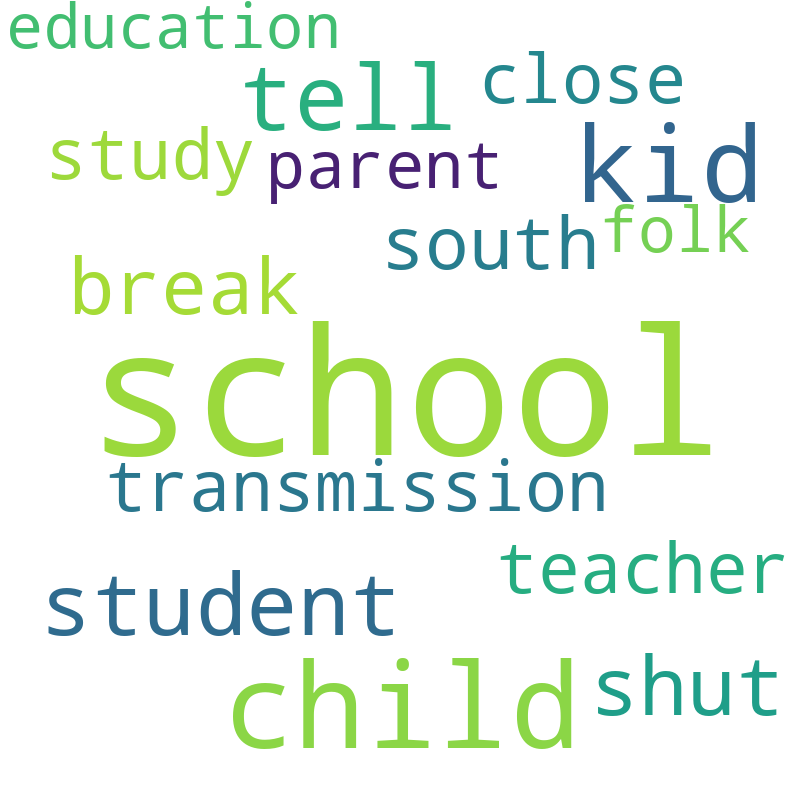 education
close
tell
study
parent
kid
south
folk
break
school
transmission
teacher
student
child
shut